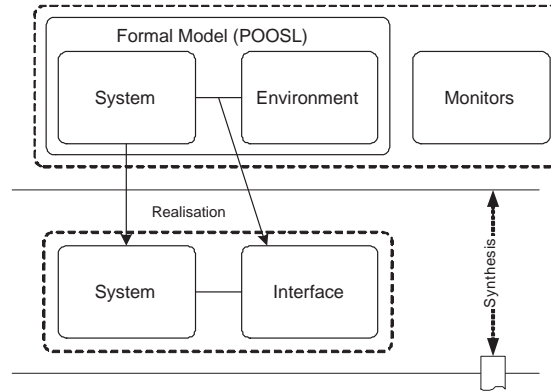 Formal Model (POOSL)
System
Environment
Monitors
Realisation
System
Interface
Synthesis